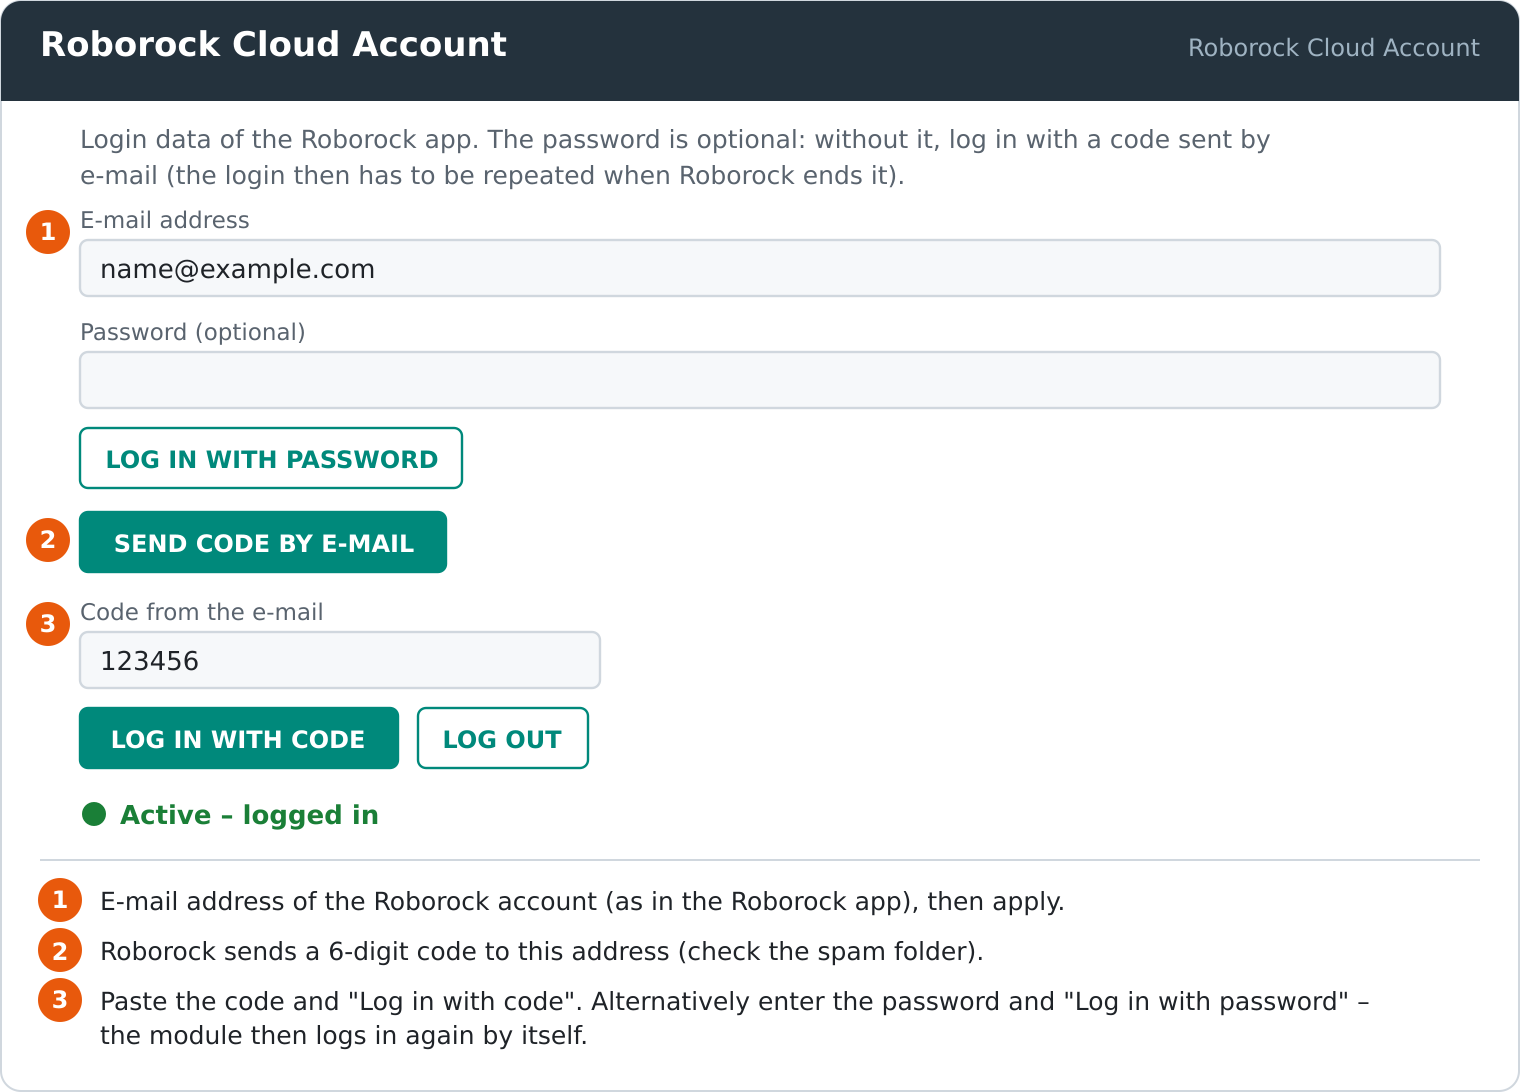 Roborock Cloud Account
Roborock Cloud Account
Login data of the Roborock app. The password is optional: without it, log in with a code sent by
e-mail (the login then has to be repeated when Roborock ends it).
1 E-mail address
name@example.com
Password (optional)
LOG IN WITH PASSWORD
2 SEND CODE BY E-MAIL
3 Code from the e-mail
123456
LOG IN WITH CODE LOG OUT
Active – logged in
1 E-mail address of the Roborock account (as in the Roborock app), then apply.
2 Roborock sends a 6-digit code to this address (check the spam folder).
3 Paste the code and "Log in with code". Alternatively enter the password and "Log in with password" –
the module then logs in again by itself.